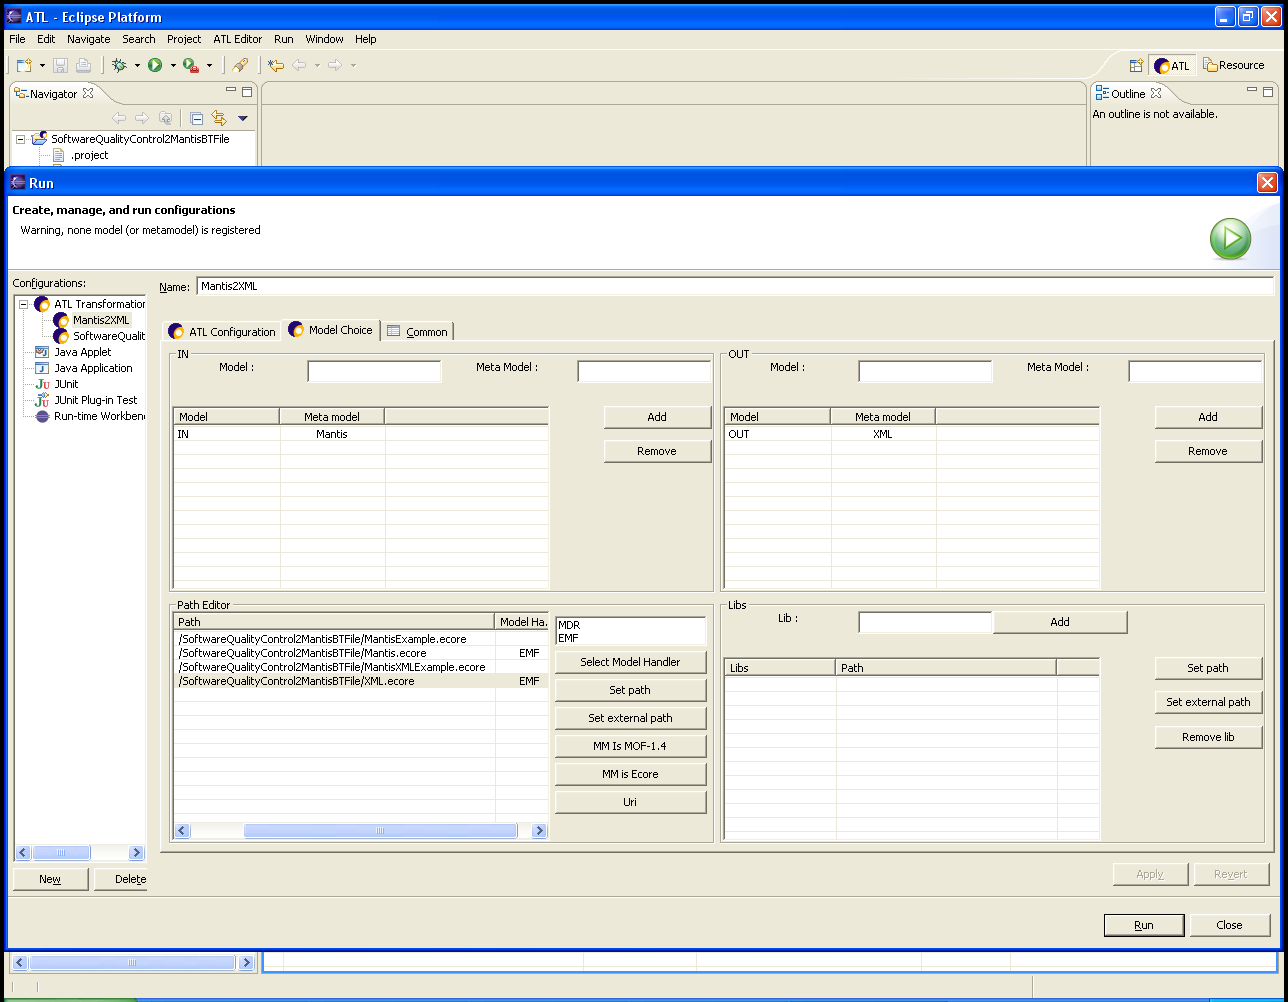 ATL - Eclipse Platform
File Edit Navigate Search Project ATL Editor Run Window Help
ATL Resource
Navigator
Outline
An outline is not available.
SoftwareQualityControl2MantisBTFile
.project
Run
Create, manage, and run configurations
Warning, none model (or metamodel) is registered
Configurations:
ATL Transformation
Mantis2XML
SoftwareQualit
Java Applet
Java Application
JUnit
JUnit Plug-in Test
Run-time Workben
New Delete
Name: Mantis2XML
ATL Configuration Model Choice Common
IN
Model : Meta Model :
Model Meta model
IN Mantis
Add
Remove
OUT
Model : Meta Model :
Model Meta model
OUT XML
Add
Remove
Path Editor
Path Model Ha.
/SoftwareQualityControl2MantisBTFile/MantisExample.ecore
/SoftwareQualityControl2MantisBTFile/Mantis.ecore EMF
/SoftwareQualityControl2MantisBTFile/MantisXMLExample.ecore
/SoftwareQualityControl2MantisBTFile/XML.ecore EMF
MDR
EMF
Select Model Handler
Set path
Set external path
MM Is MOF-1.4
MM is Ecore
Uri
Libs
Lib : Add
Libs Path
Set path
Set external path
Remove lib
Apply Revert
Run Close